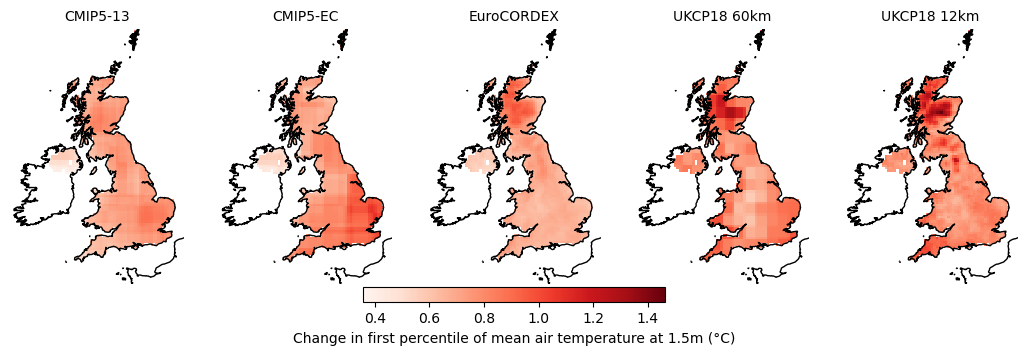 CMIP5-13 CMIP5-EC EuroCORDEX UKCP18 60km UKCP18 12km
0.4 0.6 0.8 1.0 1.2 1.4
Change in first percentile of mean air temperature at 1.5m (°C)